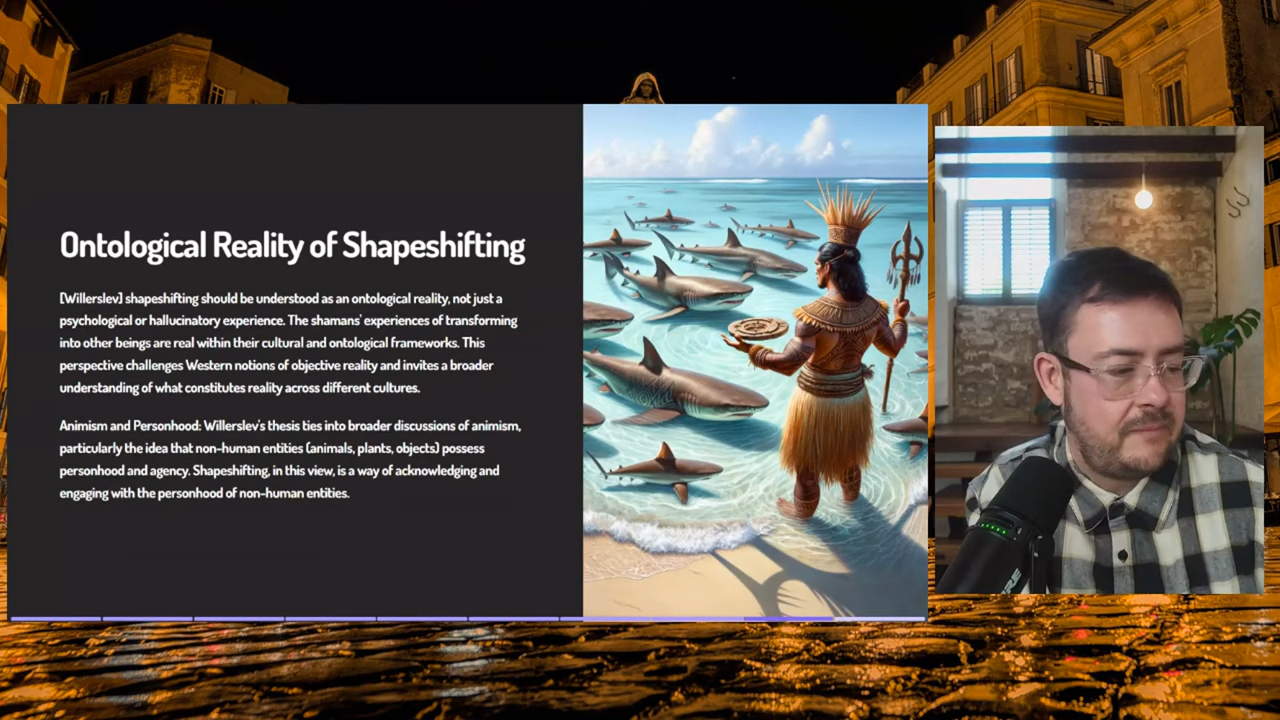 Ontological Reality of Shapeshifting
[Willerslev] shapeshifting should be understood as an ontological reality, not just a
psychological or hallucinatory experience. The shamans' experiences of transforming
into other beings are real within their cultural and ontological frameworks. This
perspective challenges Western notions of objective reality and invites a broader
understanding of what constitutes reality across different cultures.
Animism and Personhood: Willerslev's thesis ties into broader discussions of animism,
particularly the idea that non-human entities (animals, plants, objects) possess
personhood and agency. Shapeshifting, in this view, is a way of acknowledging and
engaging with the personhood of non-human entities.